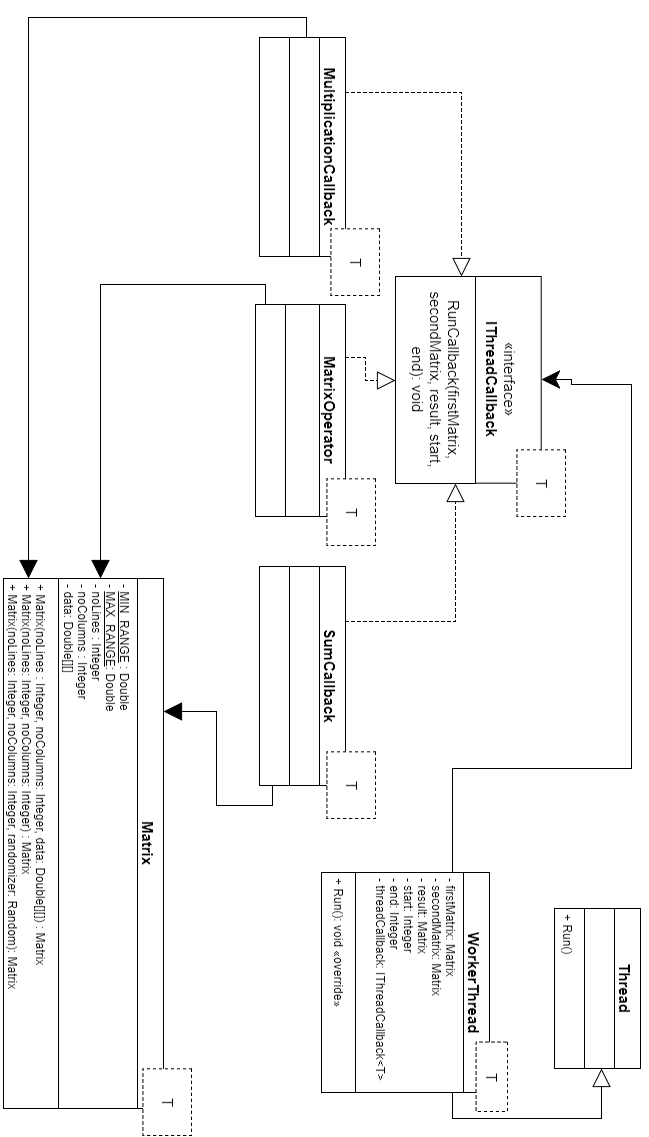 MultiplicationCallback
T
«interface»
IThreadCallback
RunCallback(firstMatrix,
secondMatrix, result, start,
end): void
T
MatrixOperator
T
SumCallback
T
Thread
+ Run()
WorkerThread
- firstMatrix: Matrix
- secondMatrix: Matrix
- result: Matrix
- start: Integer
- end: Integer
- threadCallback: IThreadCallback<T>
+ Run(): void «override»
T
Matrix
- MIN_RANGE : Double
- MAX_RANGE: Double
- noLines : Integer
- noColumns : Integer
- data: Double[][]
+ Matrix(noLines : Integer, noColumns: Integer, data: Double[][]) : Matrix
+ Matrix(noLines: Integer, noColumns: Integer) : Matrix
+ Matrix(noLines: Integer, noColumns: Integer, randomizer: Random): Matrix
T